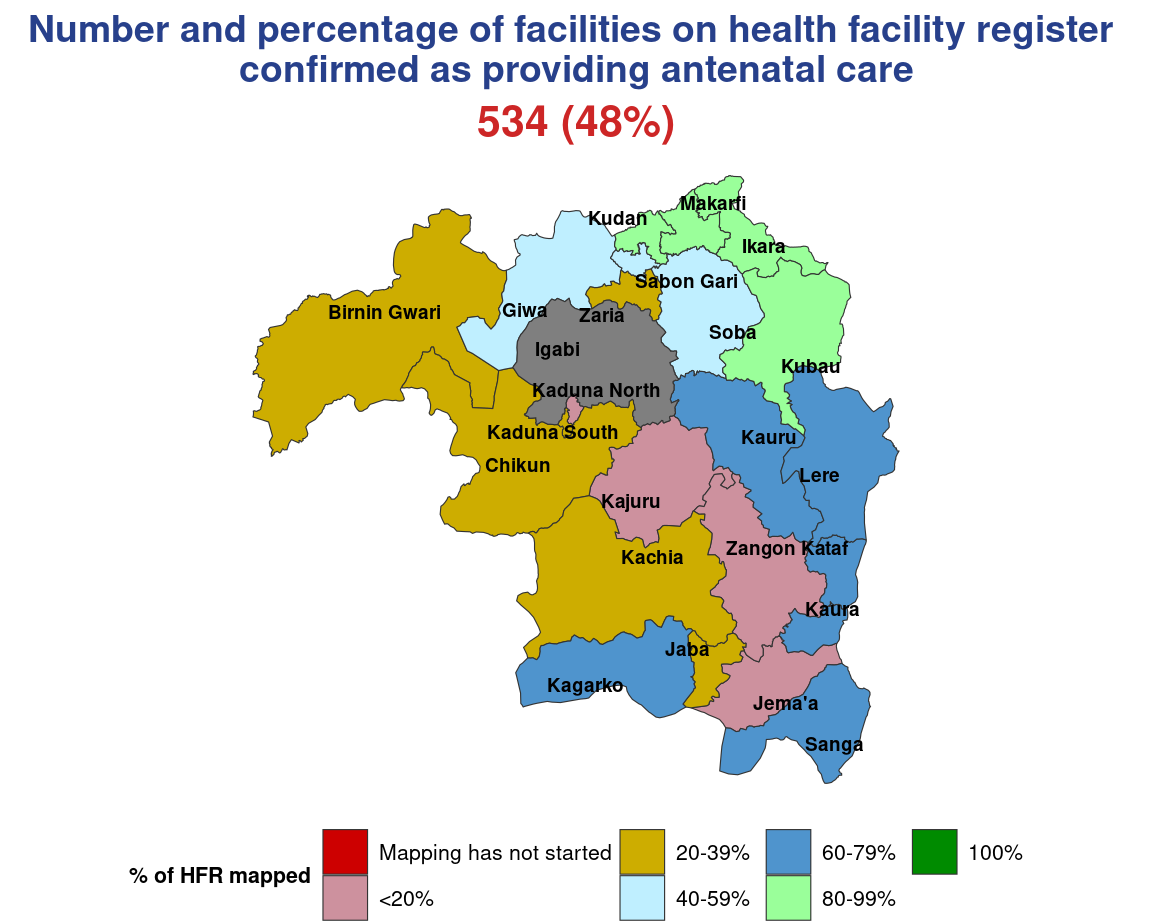 Number and percentage of facilities on health facility register
confirmed as providing antenatal care
534 (48%)
Makarfi
Kudan
Ikara
Sabon Gari
Birnin Gwari
Giwa
Zaria
Soba
Igabi
Kubau
Kaduna North
Kaduna South
Kauru
Chikun
Lere
Kajuru
Zangon Kataf
Kachia
Kaura
Jaba
Kagarko
Jema'a
Sanga
% of HFR mapped
Mapping has not started
<20%
20-39%
40-59%
60-79%
80-99%
100%